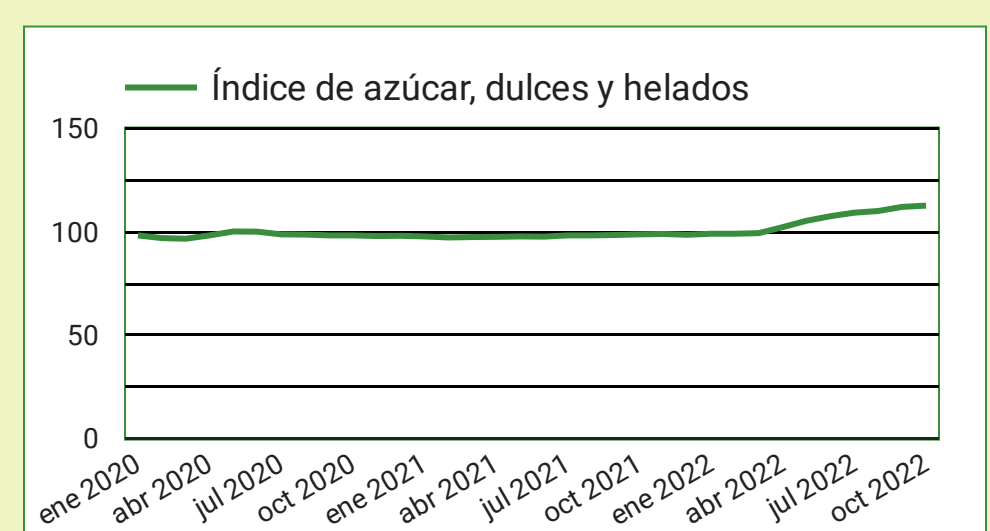 Índice de azúcar, dulces y helados
150
100
50
0
ene 2020
abr 2020
jul 2020
oct 2020
ene 2021
abr 2021
jul 2021
oct 2021
ene 2022
abr 2022
jul 2022
oct 2022